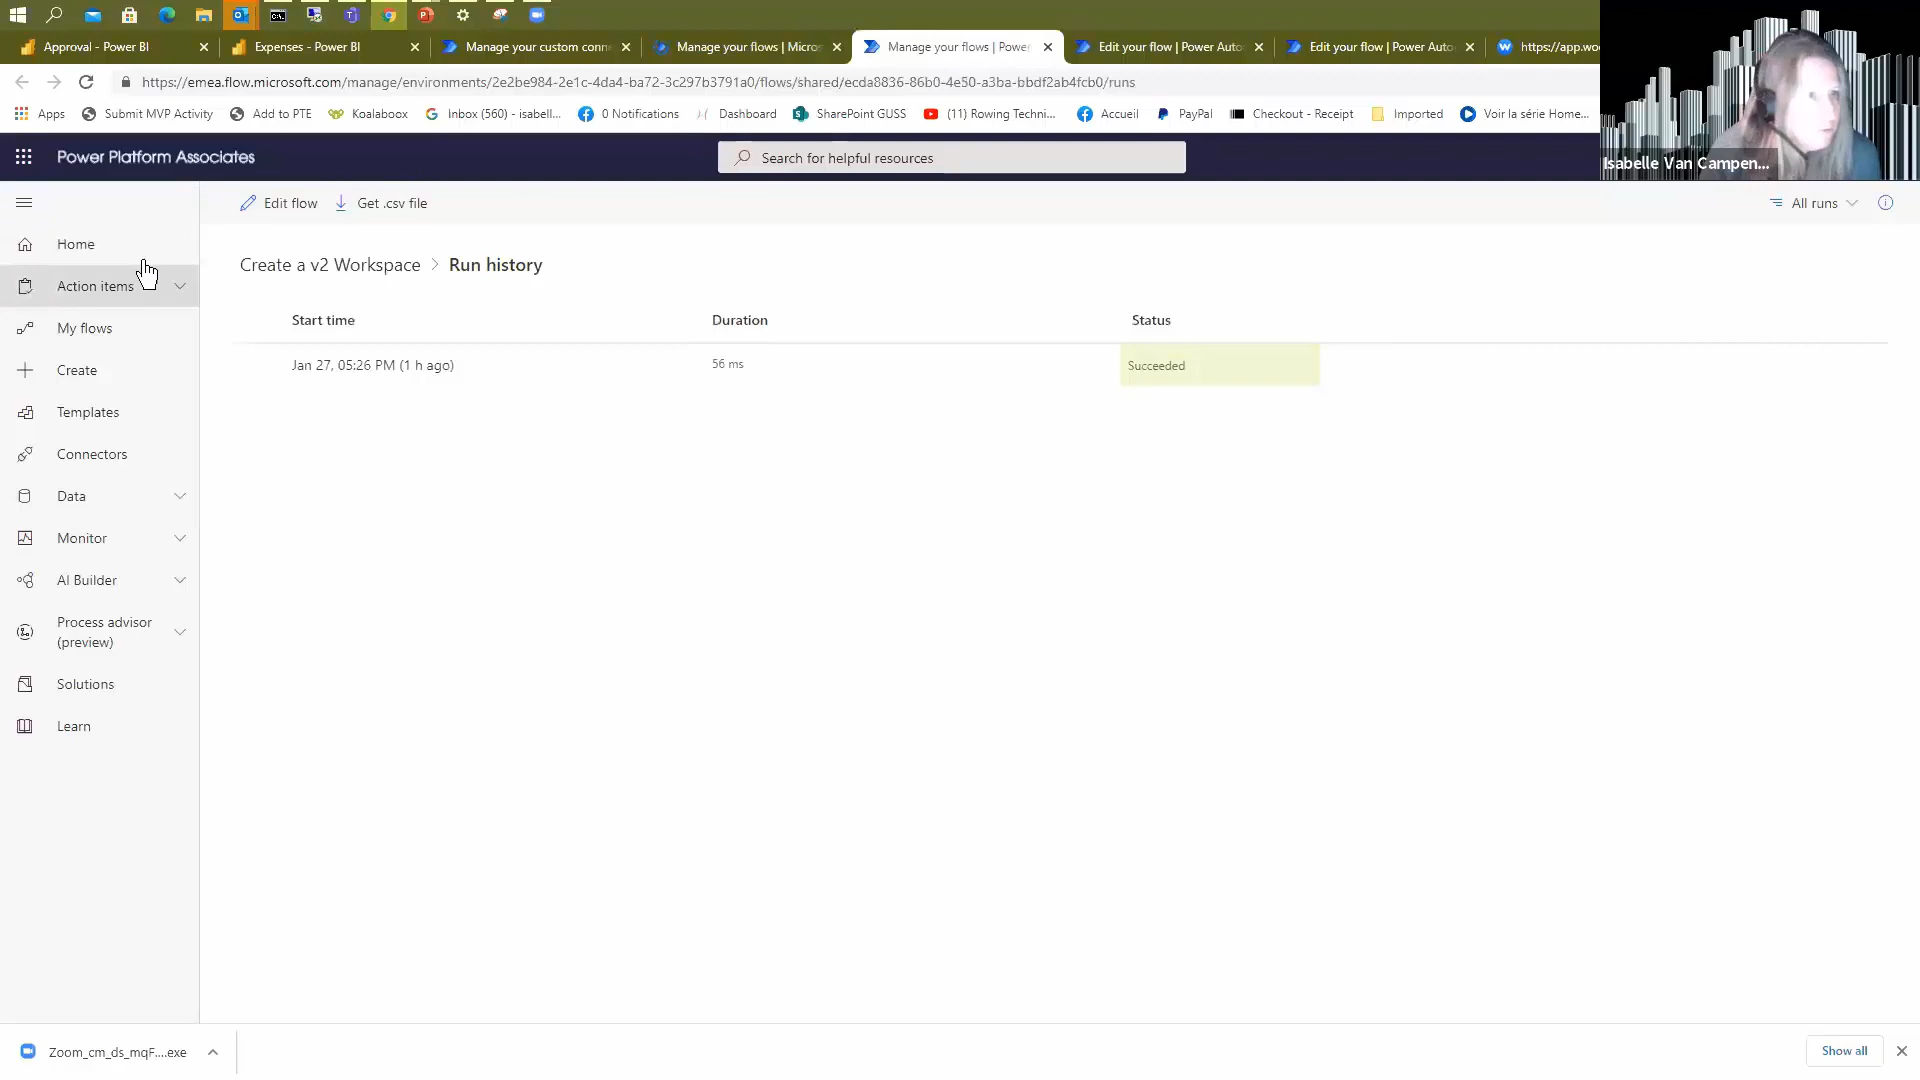 Approval - Power BI
Expenses - Power BI
Manage your custom conn
Manage your flows | Micros
Manage your flows | Power
Edit your flow | Power Auto
Edit your flow | Power Auto
https://app.wo
https://emea.flow.microsoft.com/manage/environments/2e2be984-2e1c-4da4-ba72-3c297b3791a0/flows/shared/ecda8836-86b0-4e50-a3ba-bbdf2ab4fcb0/runs
Apps
Submit MVP Activity
Add to PTE
Koalaboox
Inbox (560) - isabell...
0 Notifications
Dashboard
SharePoint GUSS
(11) Rowing Techni...
Accueil
PayPal
Checkout - Receipt
Imported
Voir la série Home...
Isabelle Van Campen...
Power Platform Associates
Search for helpful resources
Edit flow
Get .csv file
All runs
Home
Action items
My flows
Create
Templates
Connectors
Data
Monitor
AI Builder
Process advisor
(preview)
Solutions
Learn
Create a v2 Workspace > Run history
Start time
Duration
Status
Jan 27, 05:26 PM (1 h ago)
56 ms
Succeeded
Zoom_cm_ds_mqF....exe
Show all